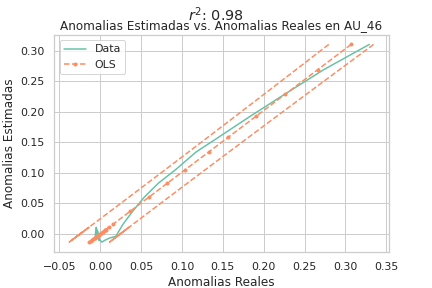 r²: 0.98
Anomalias Estimadas vs. Anomalias Reales en AU_46
Data
OLS
Anomalias Estimadas
0.30
0.25
0.20
0.15
0.10
0.05
0.00
−0.05 0.00 0.05 0.10 0.15 0.20 0.25 0.30 0.35
Anomalias Reales